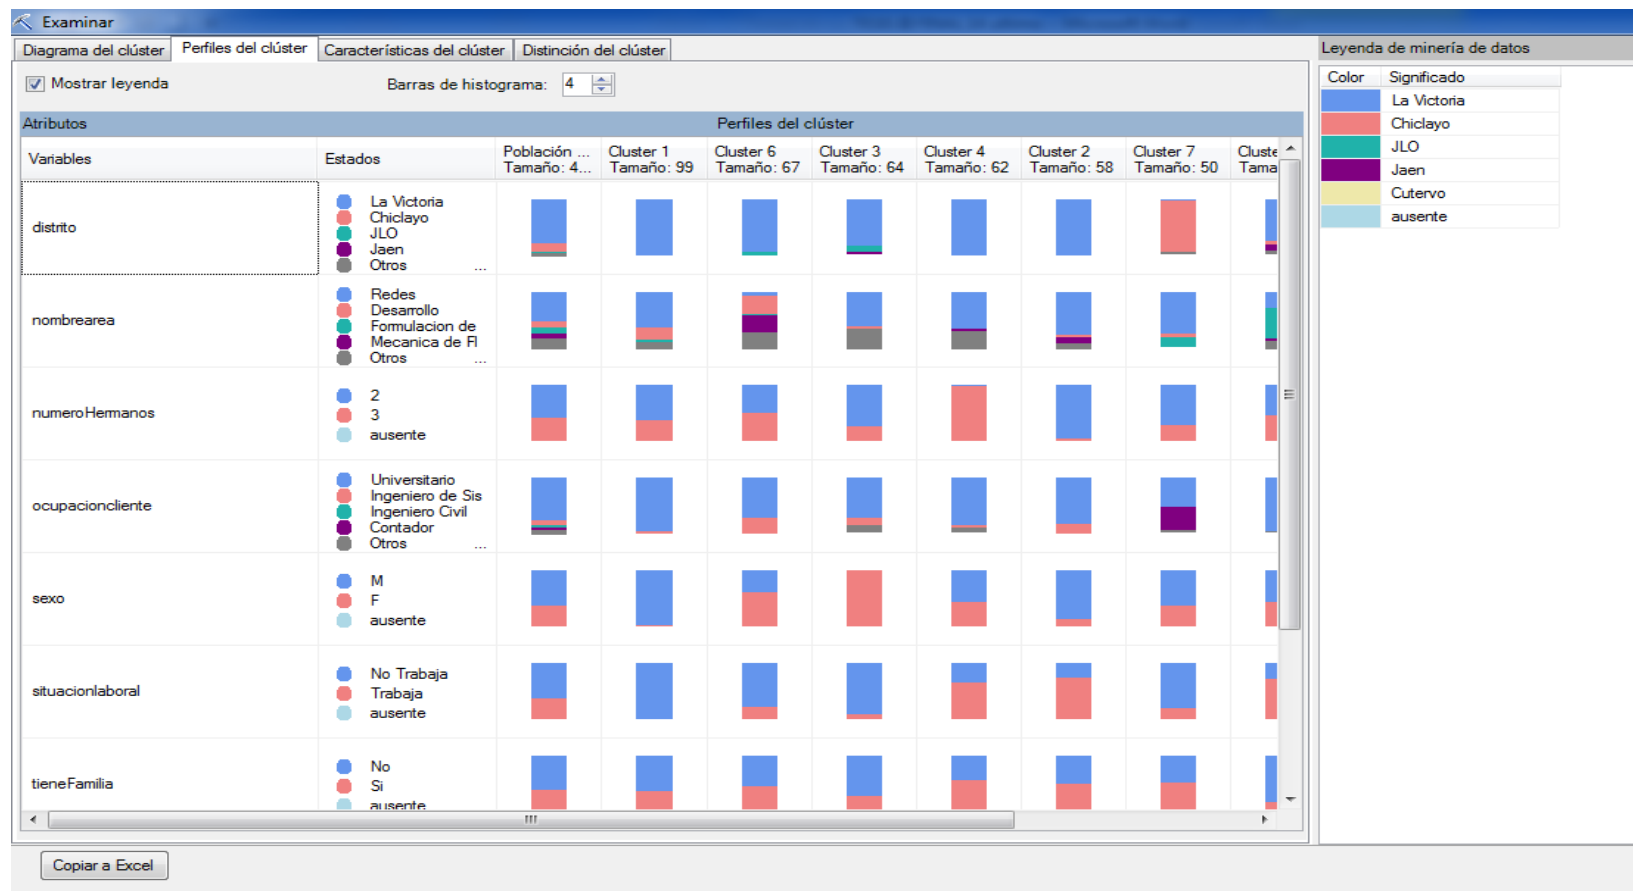 Examinar
Diagrama del clúster Perfiles del clúster Características del clúster Distinción del clúster
Mostrar leyenda Barras de histograma: 4
Atributos Perfiles del clúster
Variables Estados Población ... Cluster 1 Cluster 6 Cluster 3 Cluster 4 Cluster 2 Cluster 7 Cluste
Tamaño: 4... Tamaño: 99 Tamaño: 67 Tamaño: 64 Tamaño: 62 Tamaño: 58 Tamaño: 50 Tama
distrito
La Victoria
Chiclayo
JLO
Jaen
Otros ...
nombrearea
Redes
Desarrollo
Formulacion de
Mecanica de Fl
Otros ...
numeroHermanos
2
3
ausente
ocupacioncliente
Universitario
Ingeniero de Sis
Ingeniero Civil
Contador
Otros ...
sexo
M
F
ausente
situacionlaboral
No Trabaja
Trabaja
ausente
tieneFamilia
No
Si
ausente
Copiar a Excel
Leyenda de minería de datos
Color Significado
La Victoria
Chiclayo
JLO
Jaen
Cutervo
ausente